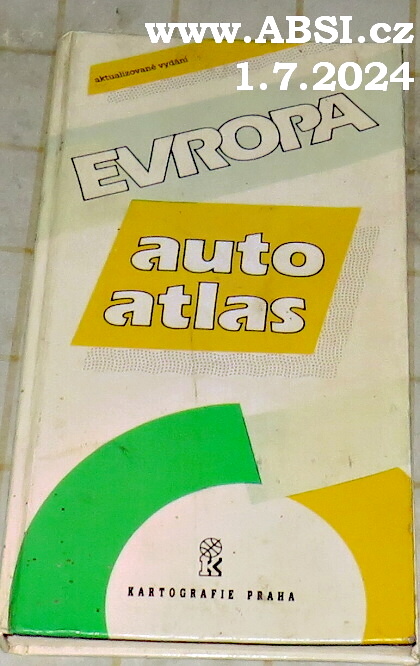 www.ABSI.cz
1.7.2024
aktualizované vydání
EVROPA
auto
atlas
K
KARTOGRAFIE PRAHA